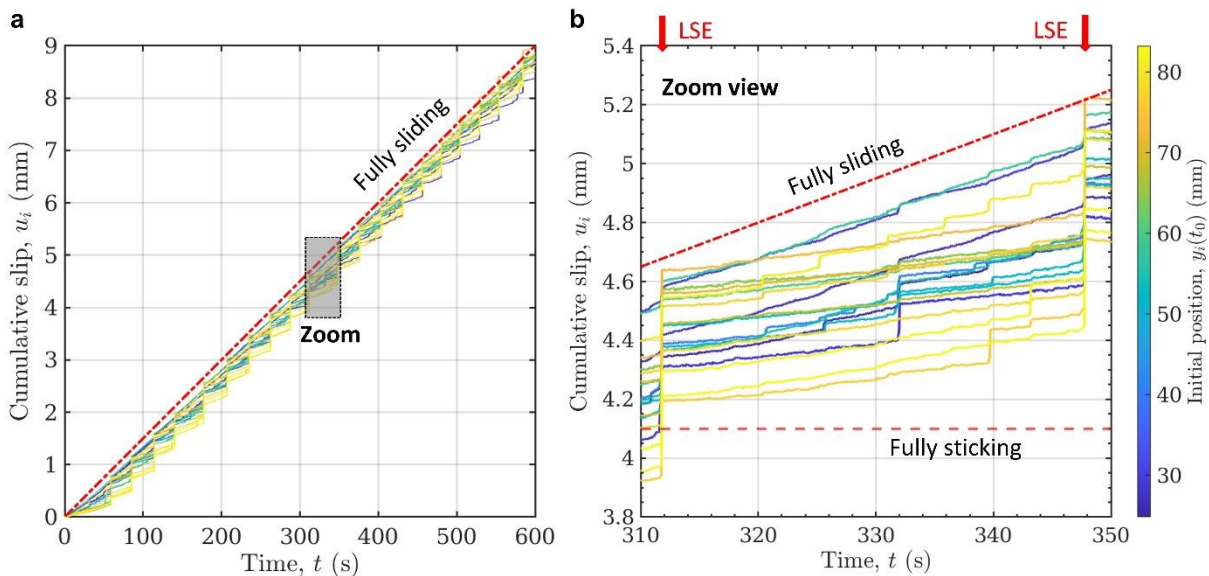 a
Cumulative slip, u_i (mm)
9
8
7
6
5
4
3
2
1
0
0 100 200 300 400 500 600
Time, t (s)
Fully sliding
Zoom
b
LSE LSE
Cumulative slip, u_i (mm)
5.4
5.2
5
4.8
4.6
4.4
4.2
4
3.8
310 320 330 340 350
Time, t (s)
Zoom view
Fully sliding
Fully sticking
80
70
60
50
40
30
Initial position, y_i(t_0) (mm)